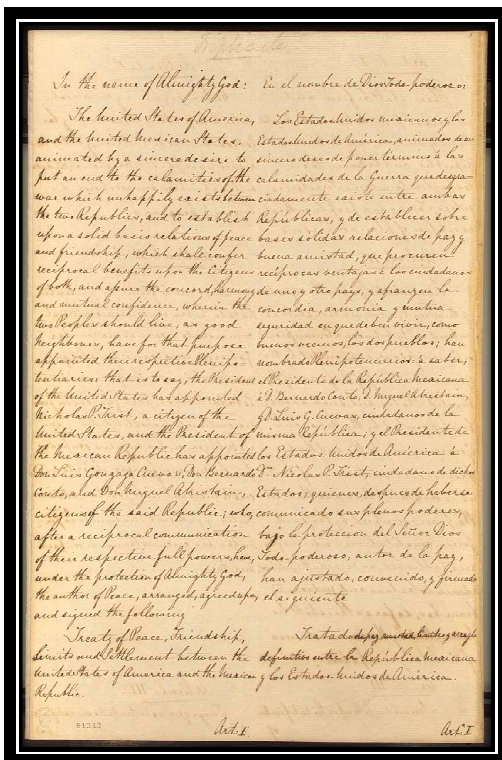 Triplicate
In the name of Almighty God:
The United States of America,
and the United Mexican States,
animated by a sincere desire to
put an end to the calamities of the
war which unhappily exists between
the two Republics, and to establish
upon a solid basis relations of peace
and friendship, which shall confer
reciprocal benefits upon the citizens
of both, and assure the concord, harmony
and mutual confidence, wherein the
two Peoples should live, as good
Neighbours, have for that purpose
appointed their respective Plenipo-
tentiaries: that is to say, the President
of the United States has appointed
Nicholas P. Trist, a citizen of the
United States, and the President of
the Mexican Republic has appointed
Don Luis Gonzaga Cuevas, Don Bernardo
Couto, and Don Miguel Atristain,
citizens of the said Republic; who,
after a reciprocal communication
of their respective full powers, have,
under the protection of Almighty God,
the author of Peace, arranged, agreed upon,
and signed the following
Treaty of Peace, Friendship,
Limits and Settlement between the
United States of America and the Mexican
Republic.
Art. I
En el nombre de Dios Todo-poderoso:
Los Estados Unidos mexicanos y los
Estados Unidos de América, animados de un
sincero deseo de poner termino á las
calamidades de la Guerra que desgra-
ciadamente existe entre ambas
Repúblicas, y de establecer sobre
bases sólidas relaciones de paz y
buena amistad, que procuren
recíprocas ventajas á los ciudadanos
de uno y otro pays, y afianzen la
concordia, armonia y mutua
seguridad en que deben vivir, como
buenos vecinos, los dos pueblos; han
nombrado Plenipotenciarios: á saber,
el Presidente de la República Mexicana
á D. Bernardo Couto, D. Miguel Atristain,
y D. Luis G. Cuevas, ciudadanos de la
misma República; y el Presidente de
los Estados Unidos de América á
Dn. Nicolas P. Trist, ciudadano de dichos
Estados; quienes, despues de haberse
comunicado sus plenos poderes,
bajo la proteccion del Señor Dios
Todo-poderoso, autor de la paz,
han ajustado, convenido, y firmado
el siguiente
Tratado de paz, amistad, límites y arreglo
definitivo entre la República Mexicana
y los Estados Unidos de América.
Artº I